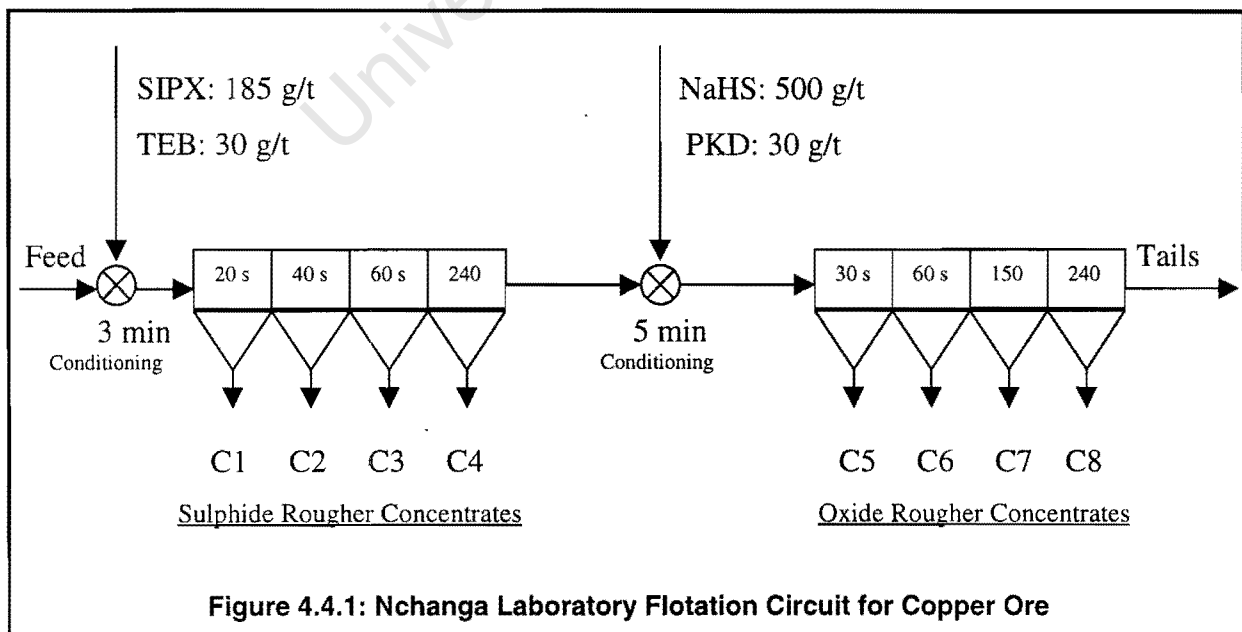 Unive
SIPX: 185 g/t
TEB: 30 g/t
NaHS: 500 g/t
PKD: 30 g/t
Feed
20 s 40 s 60 s 240
30 s 60 s 150 240
Tails
3 min
Conditioning
5 min
Conditioning
C1 C2 C3 C4
C5 C6 C7 C8
Sulphide Rougher Concentrates
Oxide Rougher Concentrates
Figure 4.4.1: Nchanga Laboratory Flotation Circuit for Copper Ore